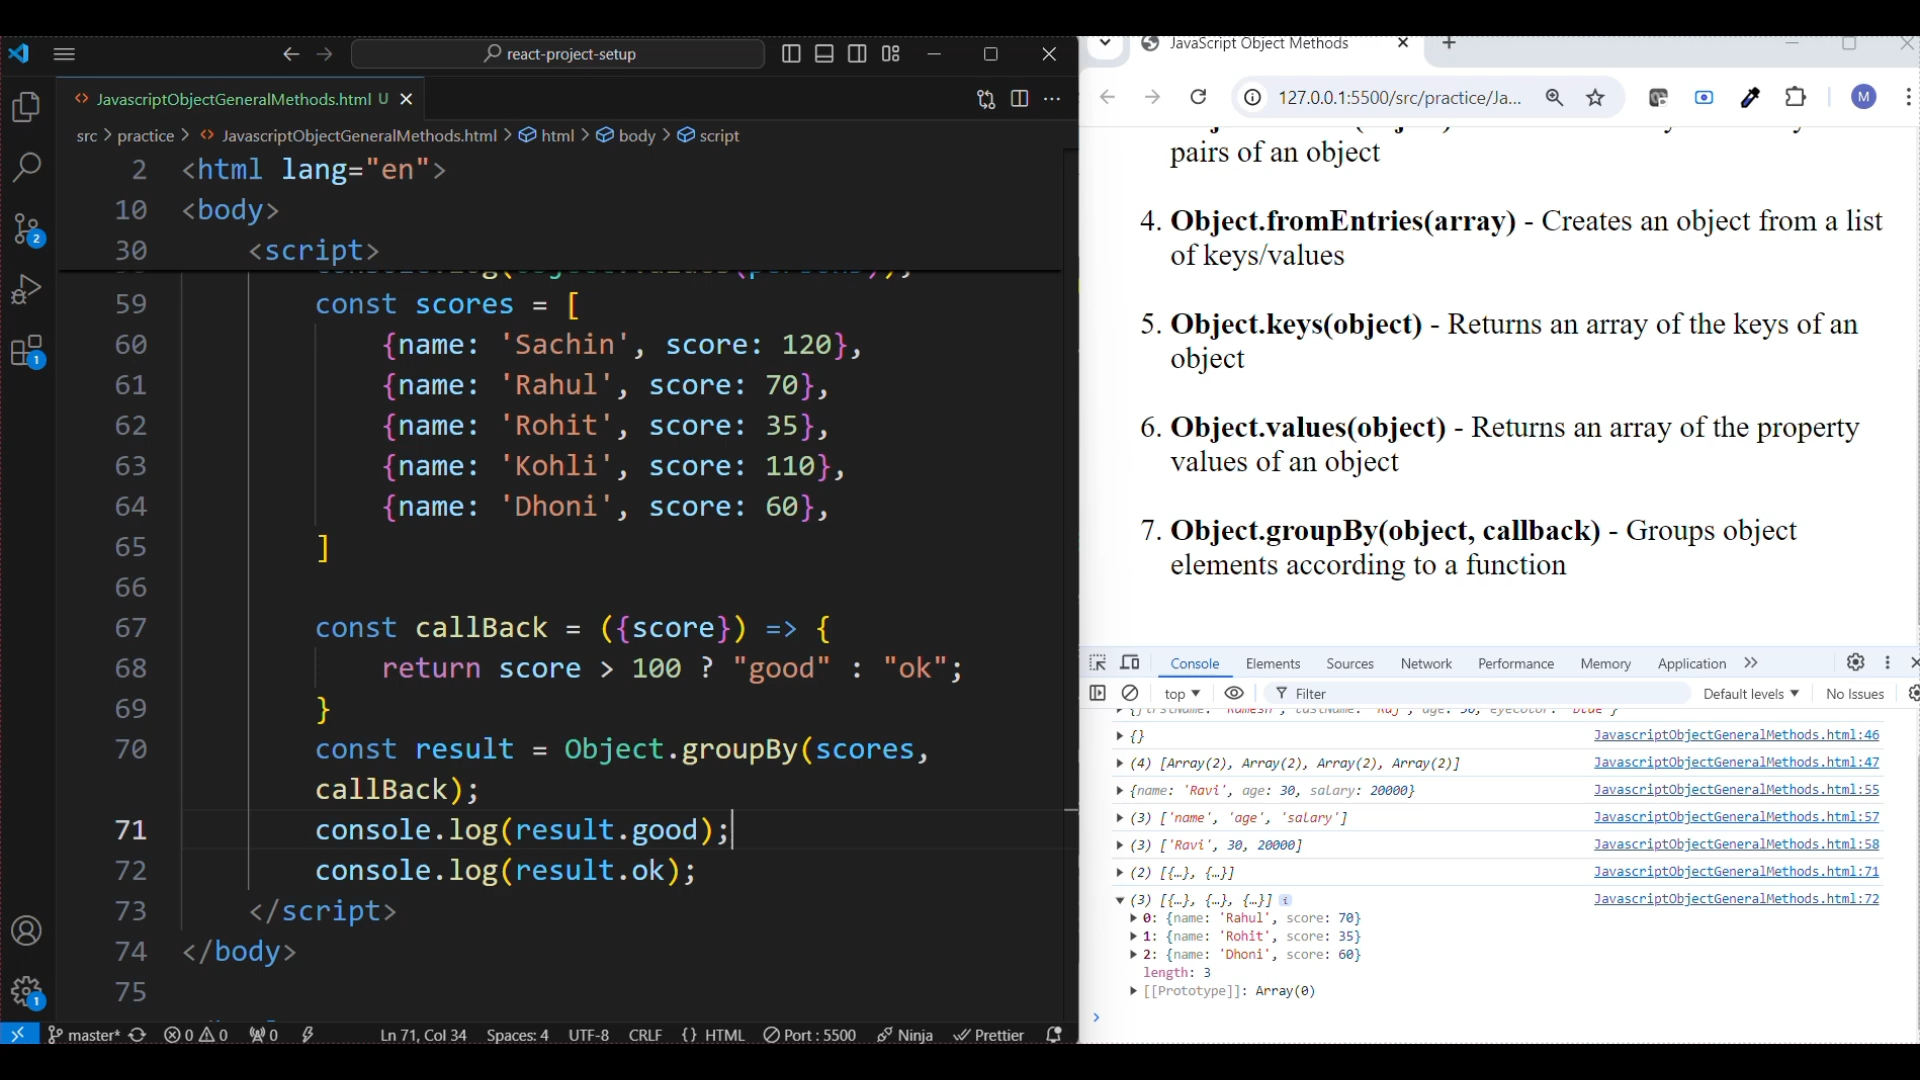 react-project-setup
JavascriptObjectGeneralMethods.html U
src > practice > JavascriptObjectGeneralMethods.html > html > body > script
2 <html lang="en">
10 <body>
30 <script>
59 const scores = [
60 {name: 'Sachin', score: 120},
61 {name: 'Rahul', score: 70},
62 {name: 'Rohit', score: 35},
63 {name: 'Kohli', score: 110},
64 {name: 'Dhoni', score: 60},
65 ]
66
67 const callBack = ({score}) => {
68 return score > 100 ? "good" : "ok";
69 }
70 const result = Object.groupBy(scores,
callBack);
71 console.log(result.good);
72 console.log(result.ok);
73 </script>
74 </body>
75
2
1
1
master* 0 0 0 Ln 71, Col 34 Spaces: 4 UTF-8 CRLF {} HTML Port : 5500 Ninja Prettier
JavaScript Object Methods
127.0.0.1:5500/src/practice/Ja... M
pairs of an object
4. Object.fromEntries(array) - Creates an object from a list
of keys/values
5. Object.keys(object) - Returns an array of the keys of an
object
6. Object.values(object) - Returns an array of the property
values of an object
7. Object.groupBy(object, callback) - Groups object
elements according to a function
Console Elements Sources Network Performance Memory Application
top Filter Default levels No Issues
{} JavascriptObjectGeneralMethods.html:46
(4) [Array(2), Array(2), Array(2), Array(2)] JavascriptObjectGeneralMethods.html:47
{name: 'Ravi', age: 30, salary: 20000} JavascriptObjectGeneralMethods.html:55
(3) ['name', 'age', 'salary'] JavascriptObjectGeneralMethods.html:57
(3) ['Ravi', 30, 20000] JavascriptObjectGeneralMethods.html:58
(2) [{…}, {…}] JavascriptObjectGeneralMethods.html:71
(3) [{…}, {…}, {…}] i JavascriptObjectGeneralMethods.html:72
0: {name: 'Rahul', score: 70}
1: {name: 'Rohit', score: 35}
2: {name: 'Dhoni', score: 60}
length: 3
[[Prototype]]: Array(0)